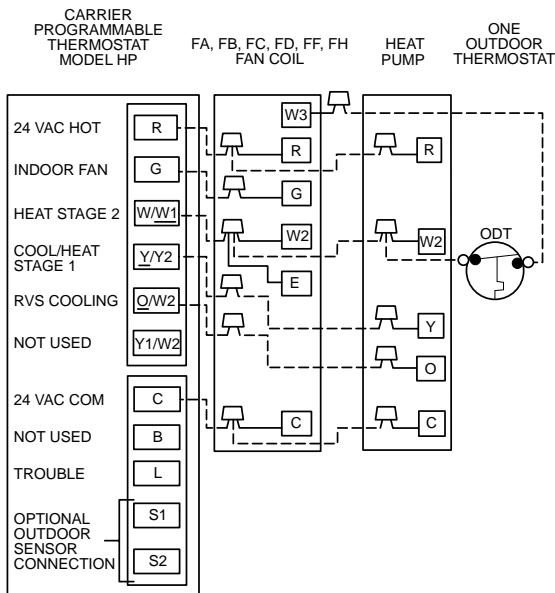 CARRIER
PROGRAMMABLE
THERMOSTAT
MODEL HP
FA, FB, FC, FD, FF, FH
FAN COIL
HEAT
PUMP
ONE
OUTDOOR
THERMOSTAT
24 VAC HOT
R
INDOOR FAN
G
HEAT STAGE 2
W/W1
COOL/HEAT
STAGE 1
Y/Y2
RVS COOLING
O/W2
NOT USED
Y1/W2
24 VAC COM
C
NOT USED
B
TROUBLE
L
OPTIONAL
OUTDOOR
SENSOR
CONNECTION
S1
S2
W3
R
G
W2
E
C
R
W2
Y
O
C
ODT